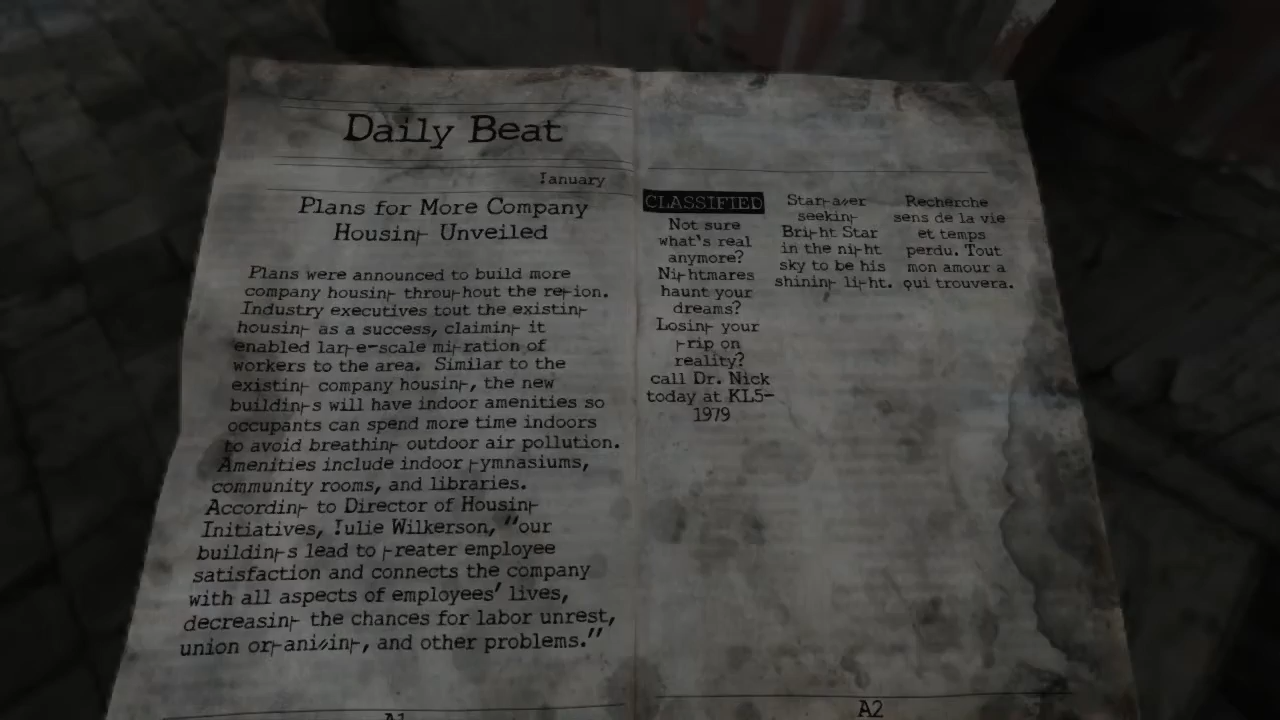 Daily Beat
January
Plans for More Company
Housing Unveiled
Plans were announced to build more
company housing throughout the region.
Industry executives tout the existing
housing as a success, claiming it
enabled large-scale migration of
workers to the area. Similar to the
existing company housing, the new
buildings will have indoor amenities so
occupants can spend more time indoors
to avoid breathing outdoor air pollution.
Amenities include indoor gymnasiums,
community rooms, and libraries.
According to Director of Housing
Initiatives, Julie Wilkerson, "our
buildings lead to greater employee
satisfaction and connects the company
with all aspects of employees' lives,
decreasing the chances for labor unrest,
union organizing, and other problems."
A1
CLASSIFIED
Not sure
what's real
anymore?
Nightmares
haunt your
dreams?
Losing your
grip on
reality?
call Dr. Nick
today at KL5-
1979
Stargazer
seeking
Bright Star
in the night
sky to be his
shining light.
Recherche
sens de la vie
et temps
perdu. Tout
mon amour a
qui trouvera.
A2